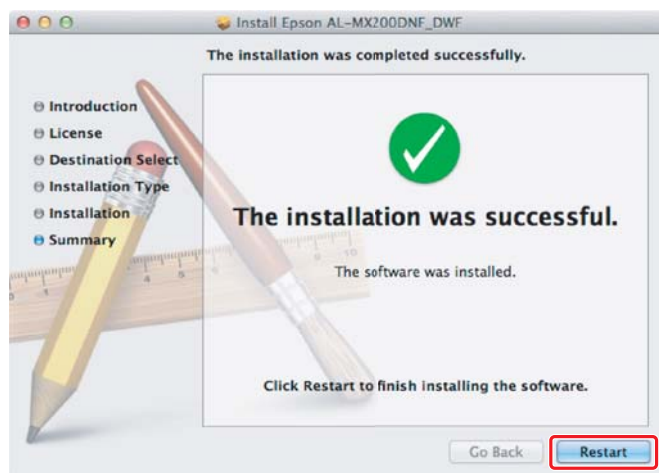 Install Epson AL-MX200DNF_DWF
The installation was completed successfully.
Introduction
License
Destination Select
Installation Type
Installation
Summary
The installation was successful.
The software was installed.
Click Restart to finish installing the software.
Go Back
Restart